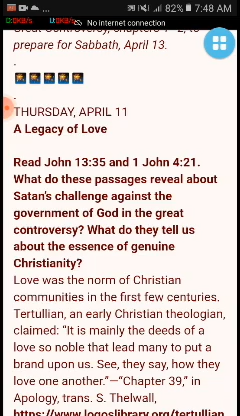 82% 7:48 AM
U:0KB/s D:0KB/s No internet connection
Great Controversy, chapters 1–2, to
prepare for Sabbath, April 13.
.
.
THURSDAY, APRIL 11
A Legacy of Love
Read John 13:35 and 1 John 4:21.
What do these passages reveal about
Satan’s challenge against the
government of God in the great
controversy? What do they tell us
about the essence of genuine
Christianity?
Love was the norm of Christian
communities in the first few centuries.
Tertullian, an early Christian theologian,
claimed: “It is mainly the deeds of a
love so noble that lead many to put a
brand upon us. See, they say, how they
love one another.”—“Chapter 39,” in
Apology, trans. S. Thelwall,
https://www.logoslibrary.org/tertullian